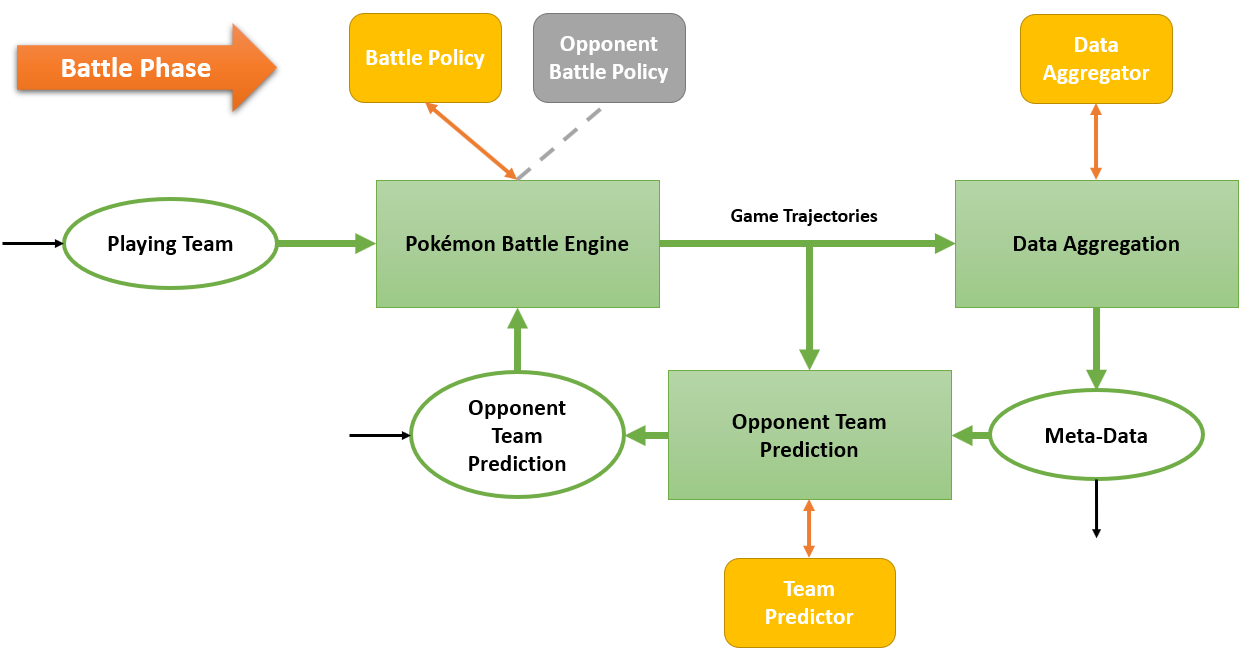 Battle Phase
Battle Policy
Opponent
Battle Policy
Data
Aggregator
Playing Team
Pokémon Battle Engine
Game Trajectories
Data Aggregation
Opponent
Team
Prediction
Opponent Team
Prediction
Meta-Data
Team
Predictor